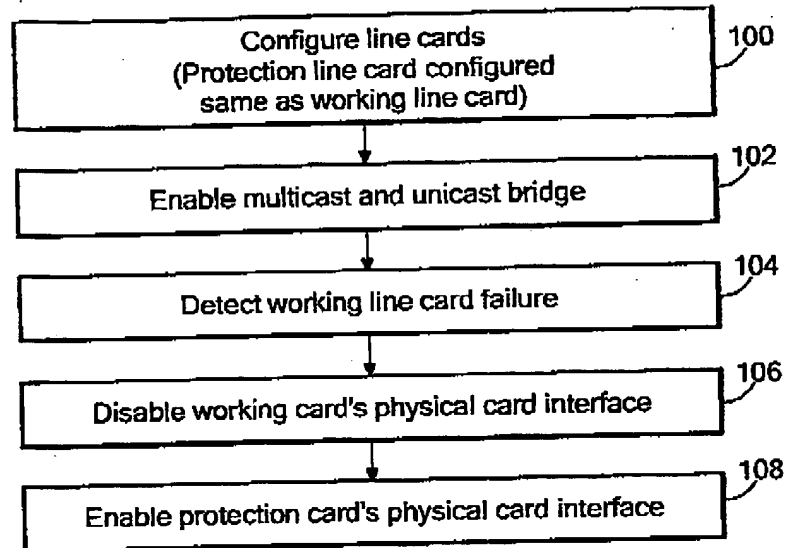 Configure line cards
(Protection line card configured
same as working line card)
100
Enable multicast and unicast bridge
102
Detect working line card failure
104
Disable working card's physical card interface
106
Enable protection card's physical card interface
108